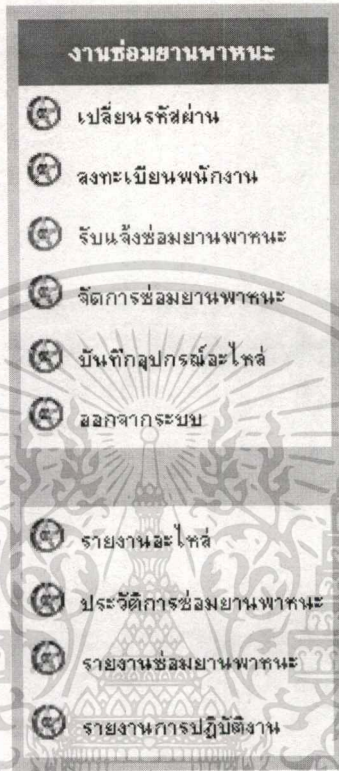 งานซ่อมยานพาหนะ
เปลี่ยนรหัสผ่าน
ลงทะเบียนพนักงาน
รับแจ้งซ่อมยานพาหนะ
จัดการซ่อมยานพาหนะ
บันทึกอุปกรณ์อะไหล่
ออกจากระบบ
รายงานอะไหล่
ประวัติการซ่อมยานพาหนะ
รายงานซ่อมยานพาหนะ
รายงานการปฏิบัติงาน